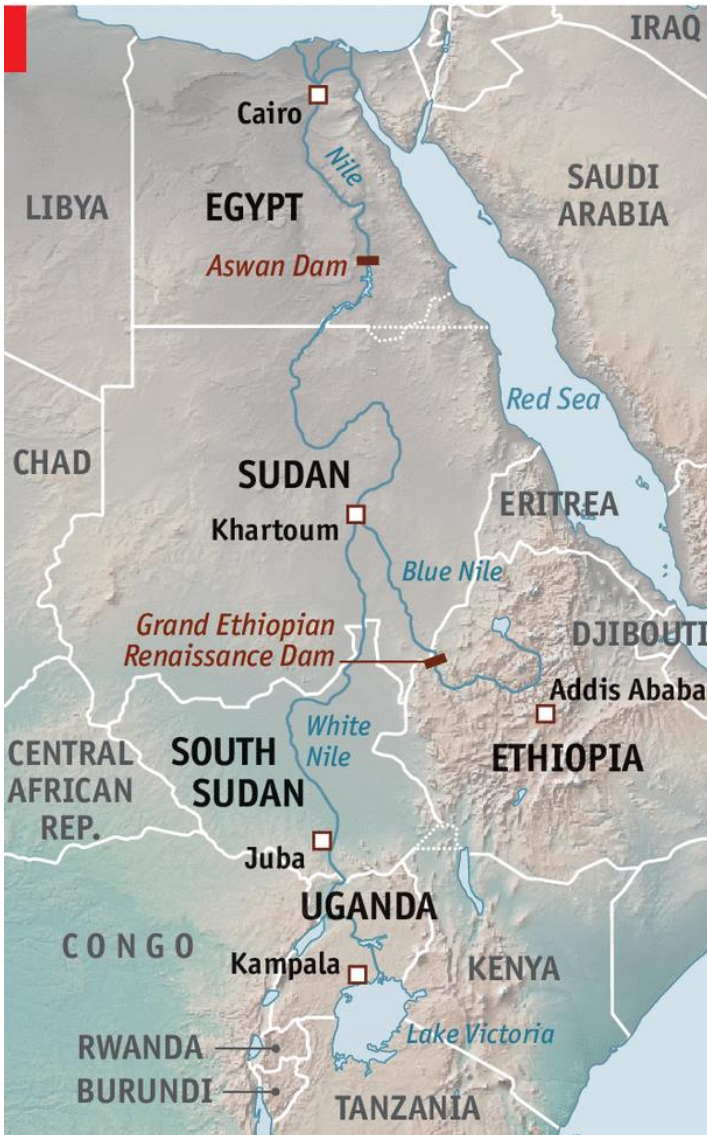 IRAQ
Cairo
Nile
SAUDI
ARABIA
LIBYA
EGYPT
Aswan Dam
Red Sea
CHAD
SUDAN
ERITREA
Khartoum
Blue Nile
Grand Ethiopian
Renaissance Dam
DJIBOUTI
Addis Ababa
White
Nile
CENTRAL
AFRICAN
REP.
SOUTH
SUDAN
ETHIOPIA
Juba
UGANDA
CONGO
Kampala
KENYA
Lake Victoria
RWANDA
BURUNDI
TANZANIA